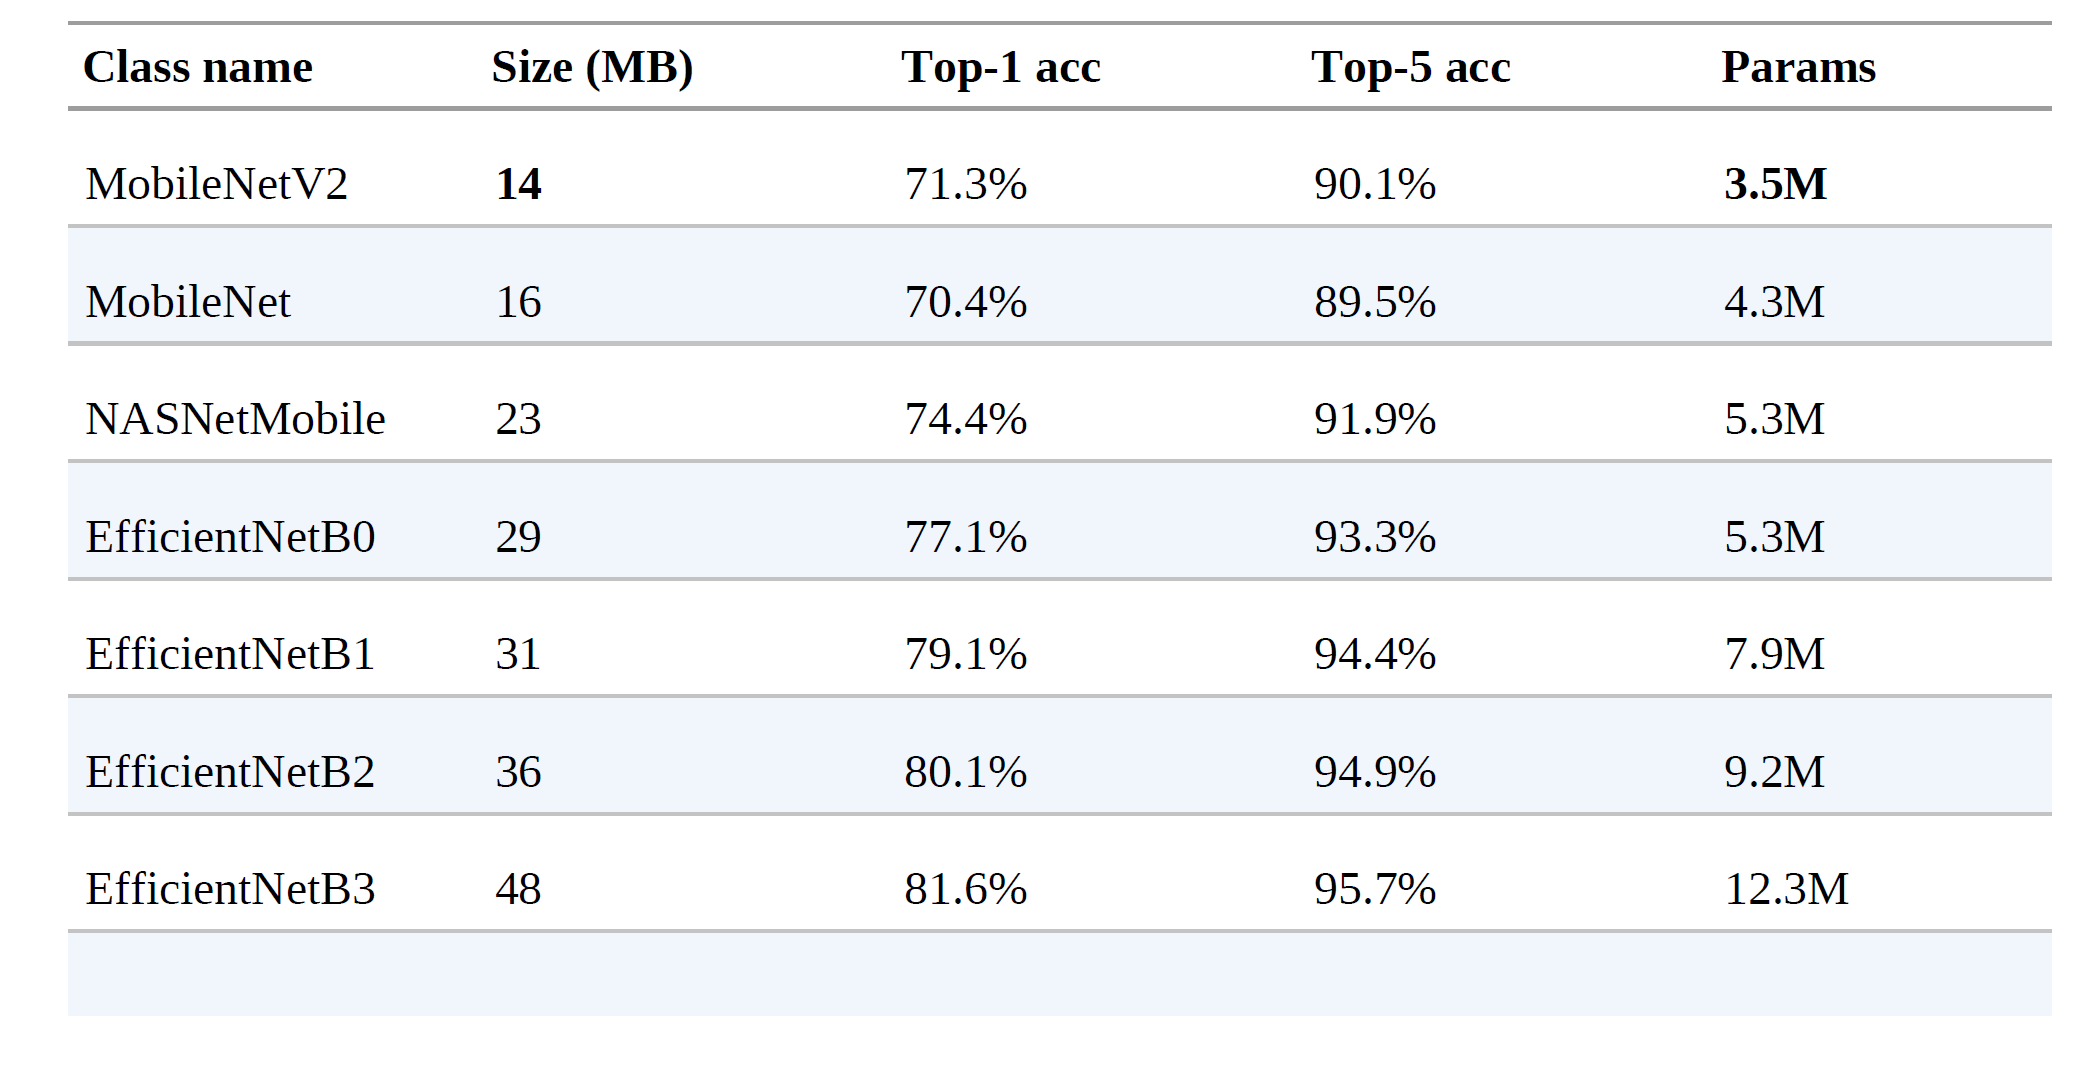 Class name Size (MB) Top-1 acc Top-5 acc Params
MobileNetV2 14 71.3% 90.1% 3.5M
MobileNet 16 70.4% 89.5% 4.3M
NASNetMobile 23 74.4% 91.9% 5.3M
EfficientNetB0 29 77.1% 93.3% 5.3M
EfficientNetB1 31 79.1% 94.4% 7.9M
EfficientNetB2 36 80.1% 94.9% 9.2M
EfficientNetB3 48 81.6% 95.7% 12.3M